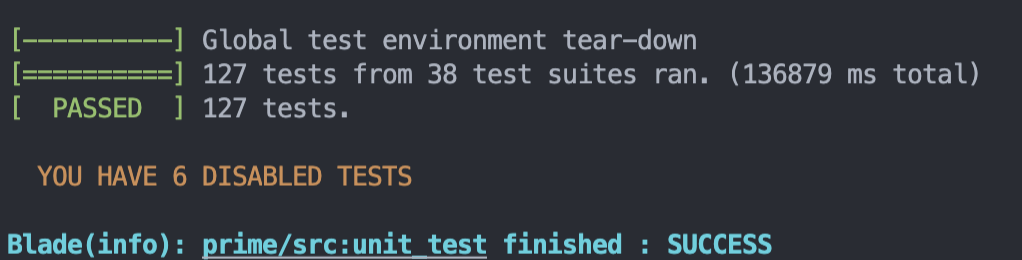 [----------] Global test environment tear-down
[==========] 127 tests from 38 test suites ran. (136879 ms total)
[  PASSED  ] 127 tests.
YOU HAVE 6 DISABLED TESTS
Blade(info): prime/src:unit_test finished : SUCCESS